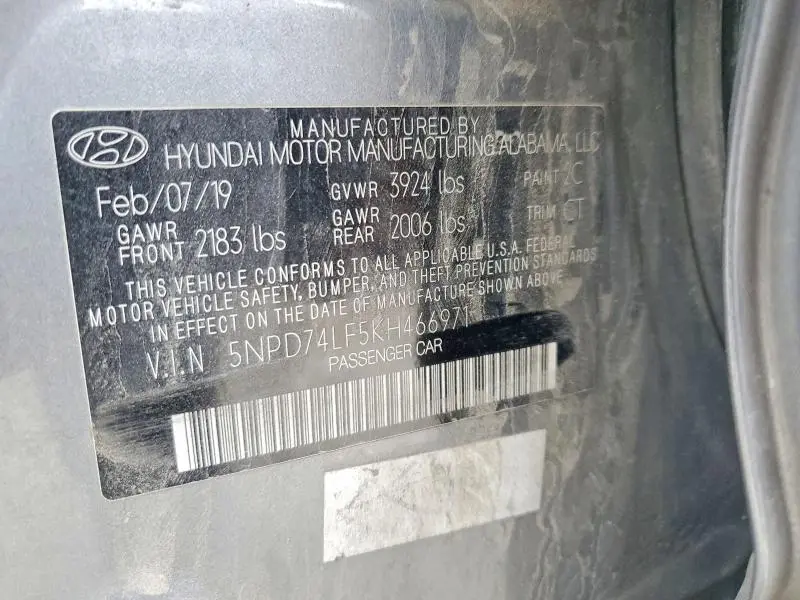 MANUFACTURED BY
HYUNDAI MOTOR MANUFACTURING ALABAMA, LLC
Feb/07/19 GVWR 3924 lbs PAINT 2C
GAWR FRONT 2183 lbs GAWR REAR 2006 lbs TRIM CT
THIS VEHICLE CONFORMS TO ALL APPLICABLE U.S.A. FEDERAL
MOTOR VEHICLE SAFETY, BUMPER, AND THEFT PREVENTION STANDARDS
IN EFFECT ON THE DATE OF MANUFACTURE SHOWN ABOVE.
V.I.N 5NPD74LF5KH466971
PASSENGER CAR